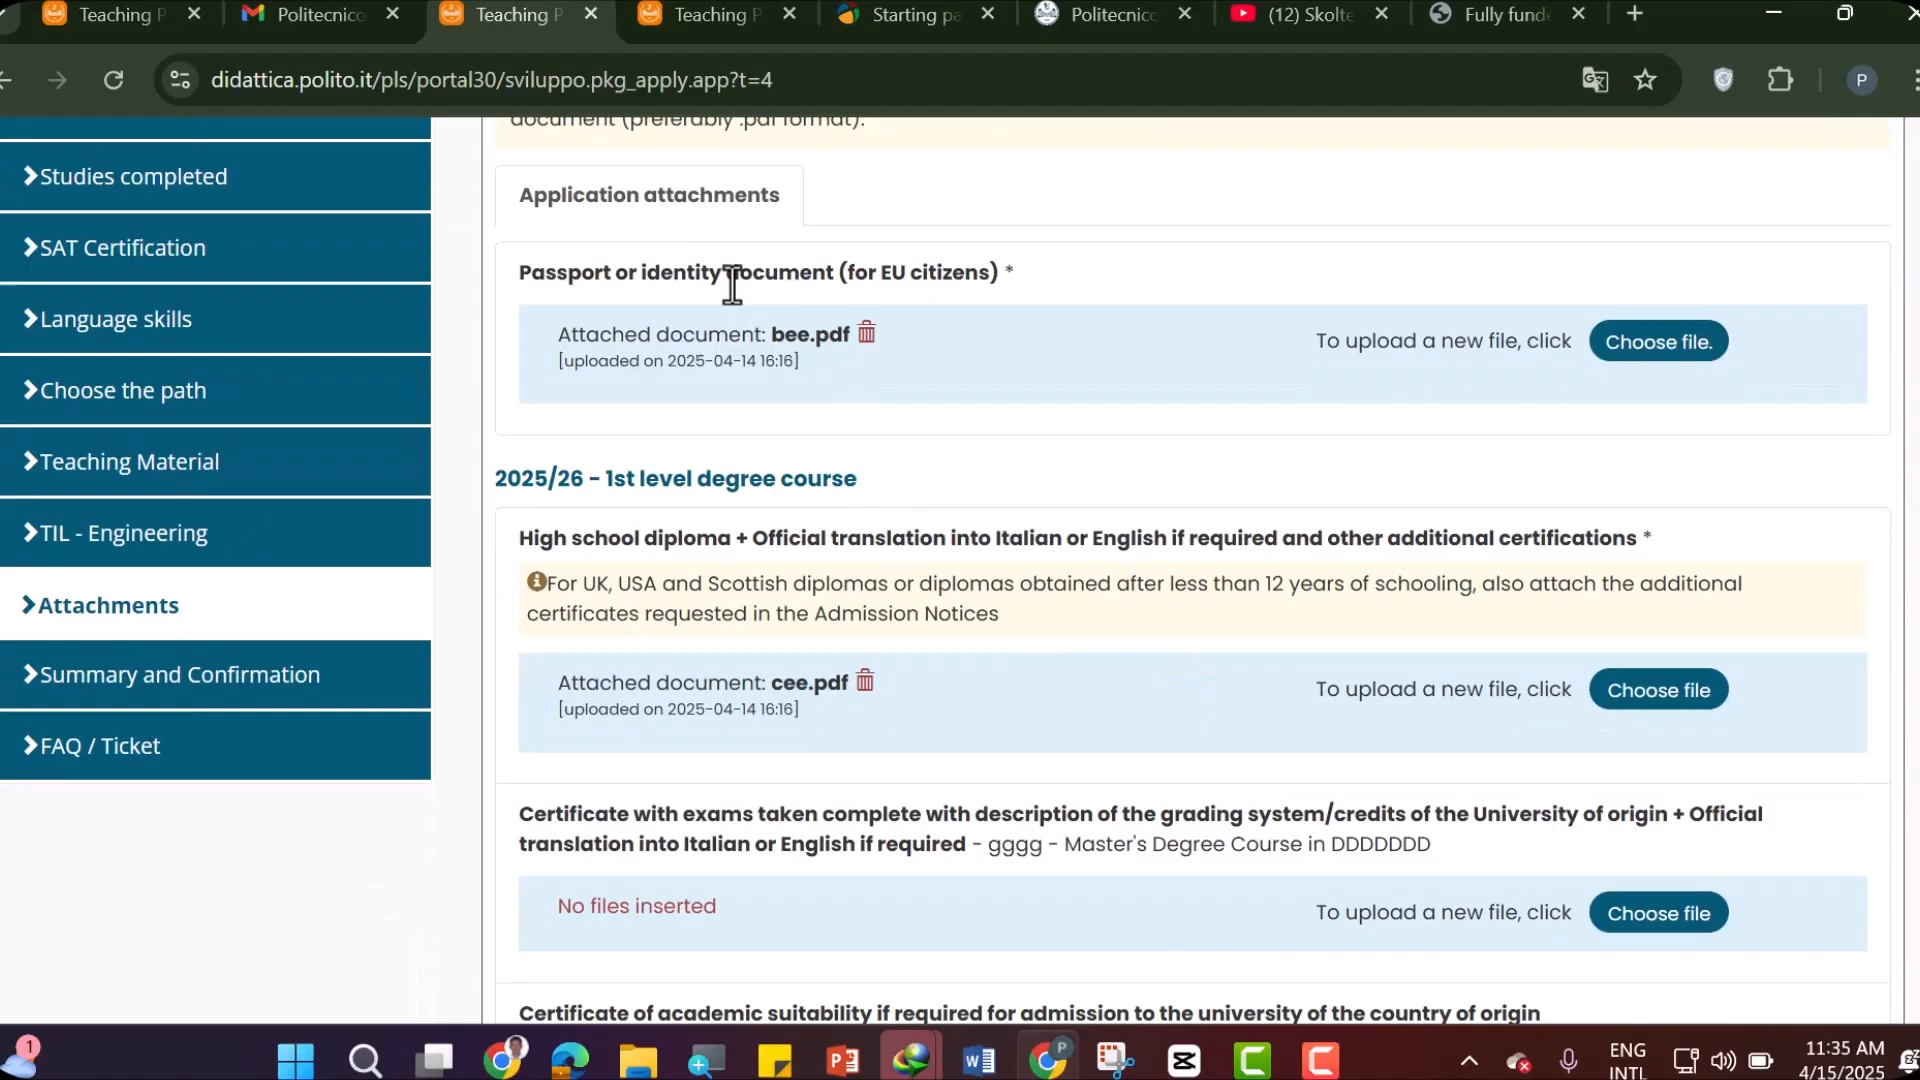 Teaching P
Politecnico
Teaching P
Teaching P
Starting pa
Politecnico
(12) Skolte
Fully funde
didattica.polito.it/pls/portal30/sviluppo.pkg_apply.app?t=4
P
document (preferably .pdf format).
Studies completed
SAT Certification
Language skills
Choose the path
Teaching Material
TIL - Engineering
Attachments
Summary and Confirmation
FAQ / Ticket
Application attachments
Passport or identity document (for EU citizens) *
Attached document: bee.pdf
[uploaded on 2025-04-14 16:16]
To upload a new file, click
Choose file.
2025/26 - 1st level degree course
High school diploma + Official translation into Italian or English if required and other additional certifications *
For UK, USA and Scottish diplomas or diplomas obtained after less than 12 years of schooling, also attach the additional
certificates requested in the Admission Notices
Attached document: cee.pdf
[uploaded on 2025-04-14 16:16]
To upload a new file, click
Choose file
Certificate with exams taken complete with description of the grading system/credits of the University of origin + Official
translation into Italian or English if required - gggg - Master's Degree Course in DDDDDDD
No files inserted
To upload a new file, click
Choose file
Certificate of academic suitability if required for admission to the university of the country of origin
1
P
ENG
INTL
11:35 AM
4/15/2025